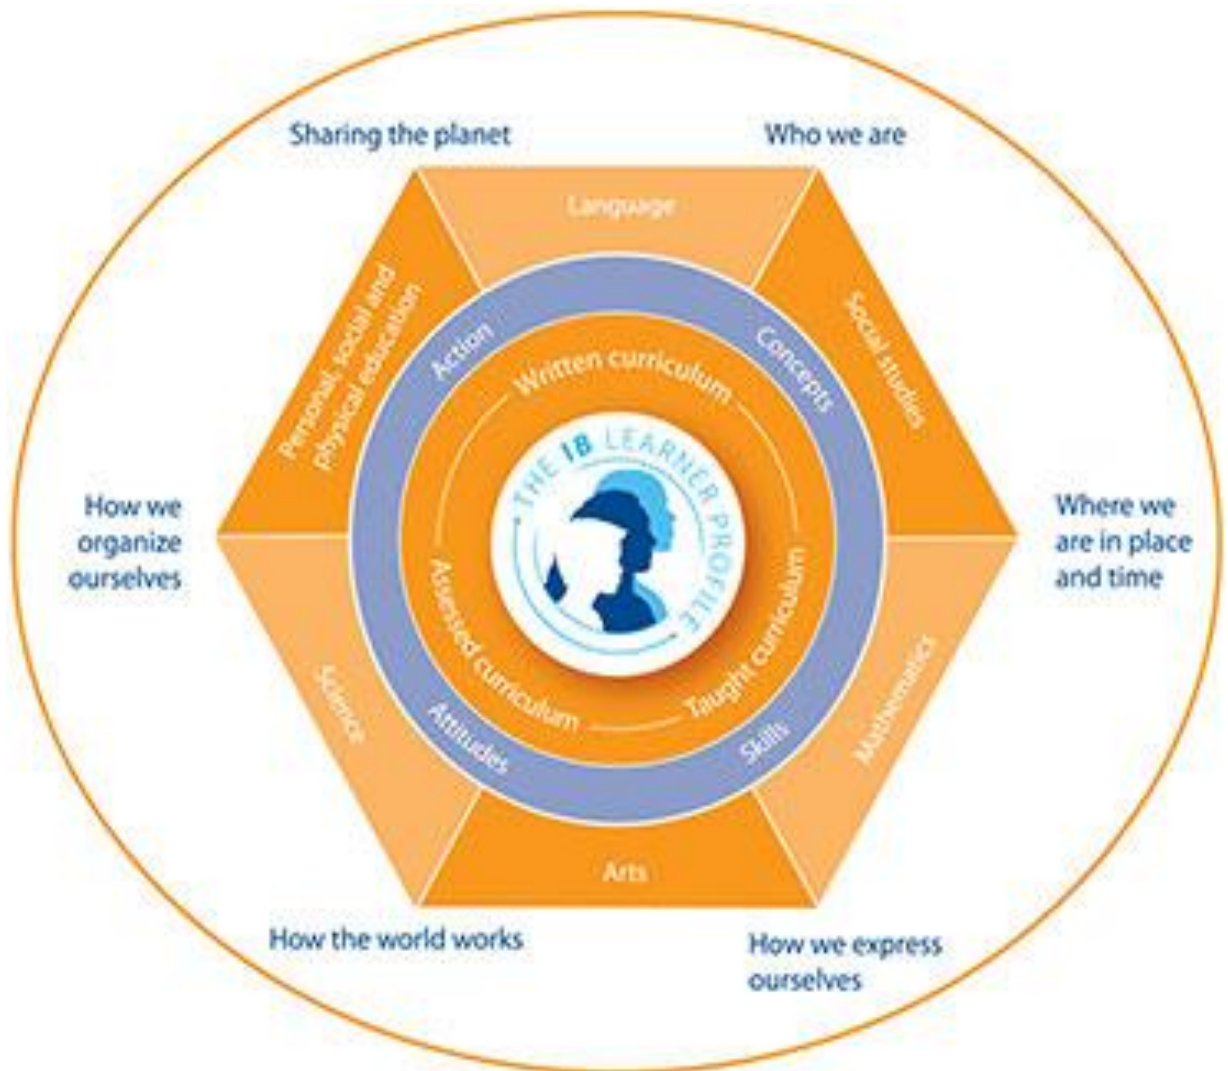 Sharing the planet
Who we are
Language
Personal, social and
physical education
Social studies
Action
Concepts
Written curriculum
THE IB LEARNER PROFILE
How we
organize
ourselves
Where we
are in place
and time
Assessed curriculum
Taught curriculum
Science
Mathematics
Attitudes
Skills
Arts
How the world works
How we express
ourselves